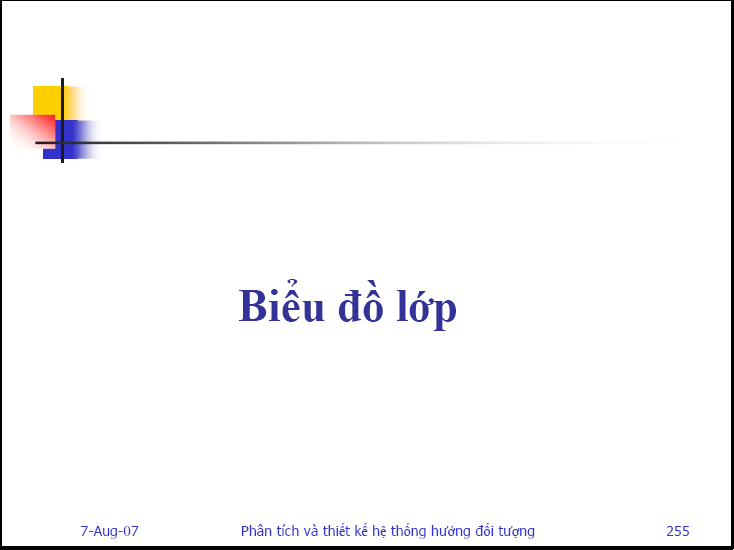 Biểu đồ lớp
7-Aug-07 Phân tích và thiết kế hệ thống hướng đối tượng 255